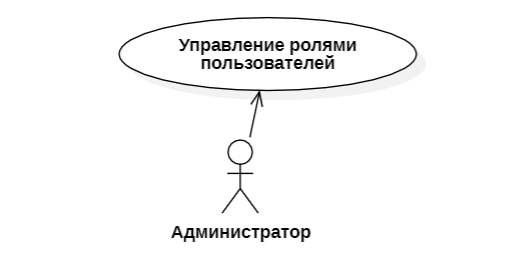 Управление ролями
пользователей
Администратор